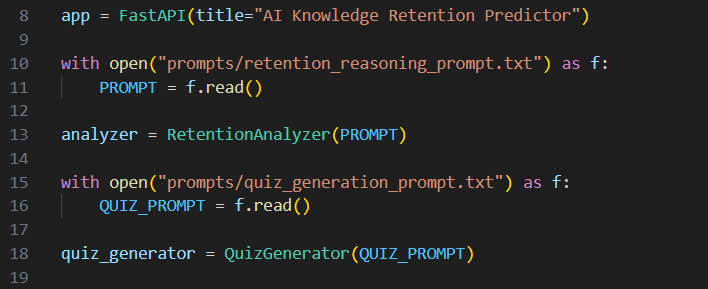 8 app = FastAPI(title="AI Knowledge Retention Predictor")
9
10 with open("prompts/retention_reasoning_prompt.txt") as f:
11     PROMPT = f.read()
12
13 analyzer = RetentionAnalyzer(PROMPT)
14
15 with open("prompts/quiz_generation_prompt.txt") as f:
16     QUIZ_PROMPT = f.read()
17
18 quiz_generator = QuizGenerator(QUIZ_PROMPT)
19